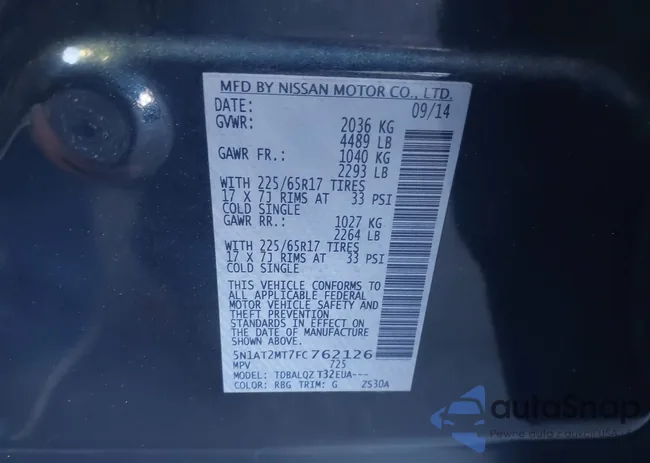 MFD BY NISSAN MOTOR CO., LTD.
DATE: 09/14
GVWR: 2036 KG
4489 LB
GAWR FR.: 1040 KG
2293 LB
WITH 225/65R17 TIRES
17 X 7J RIMS AT 33 PSI
COLD SINGLE
GAWR RR.: 1027 KG
2264 LB
WITH 225/65R17 TIRES
17 X 7J RIMS AT 33 PSI
COLD SINGLE
THIS VEHICLE CONFORMS TO
ALL APPLICABLE FEDERAL
MOTOR VEHICLE SAFETY AND
THEFT PREVENTION
STANDARDS IN EFFECT ON
THE DATE OF MANUFACTURE
SHOWN ABOVE.
5N1AT2MT7FC762126
MPV 725
MODEL: TDBALQZ T32EUA---
COLOR: RBG TRIM: G 2S30A
autoSnap
Pewne auto z aukcji USA